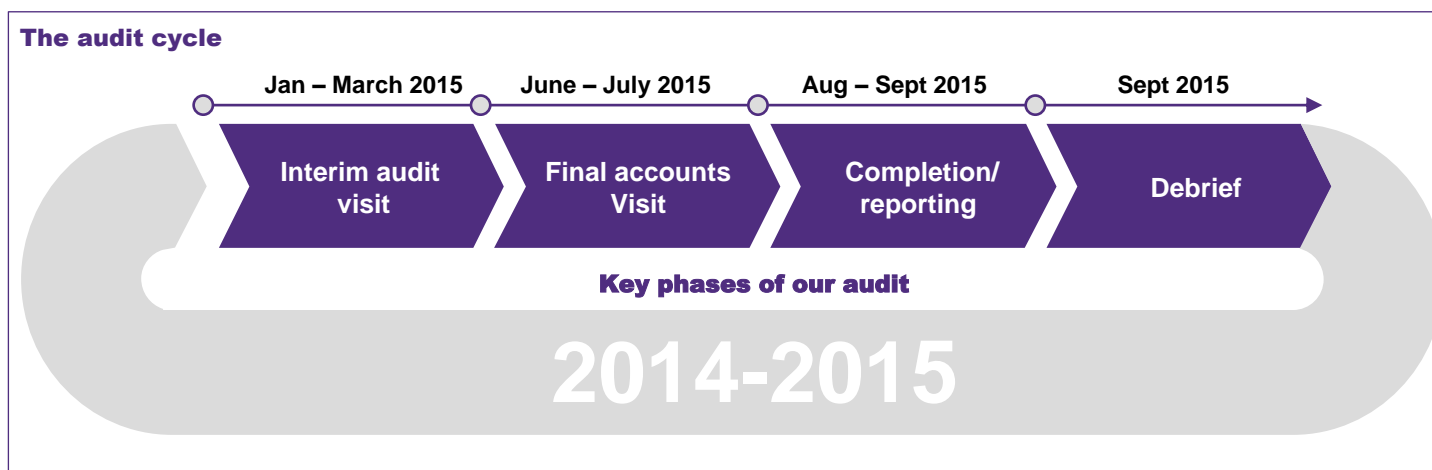 The audit cycle
Jan – March 2015
June – July 2015
Aug – Sept 2015
Sept 2015
Interim audit
visit
Final accounts
Visit
Completion/
reporting
Debrief
Key phases of our audit
2014-2015